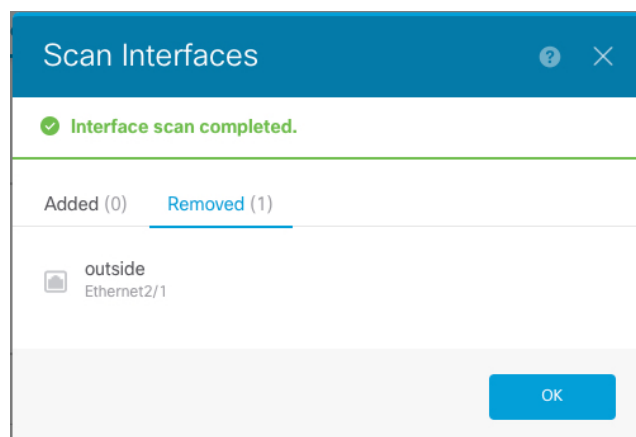 Scan Interfaces
Interface scan completed.
Added (0) Removed (1)
outside
Ethernet2/1
OK